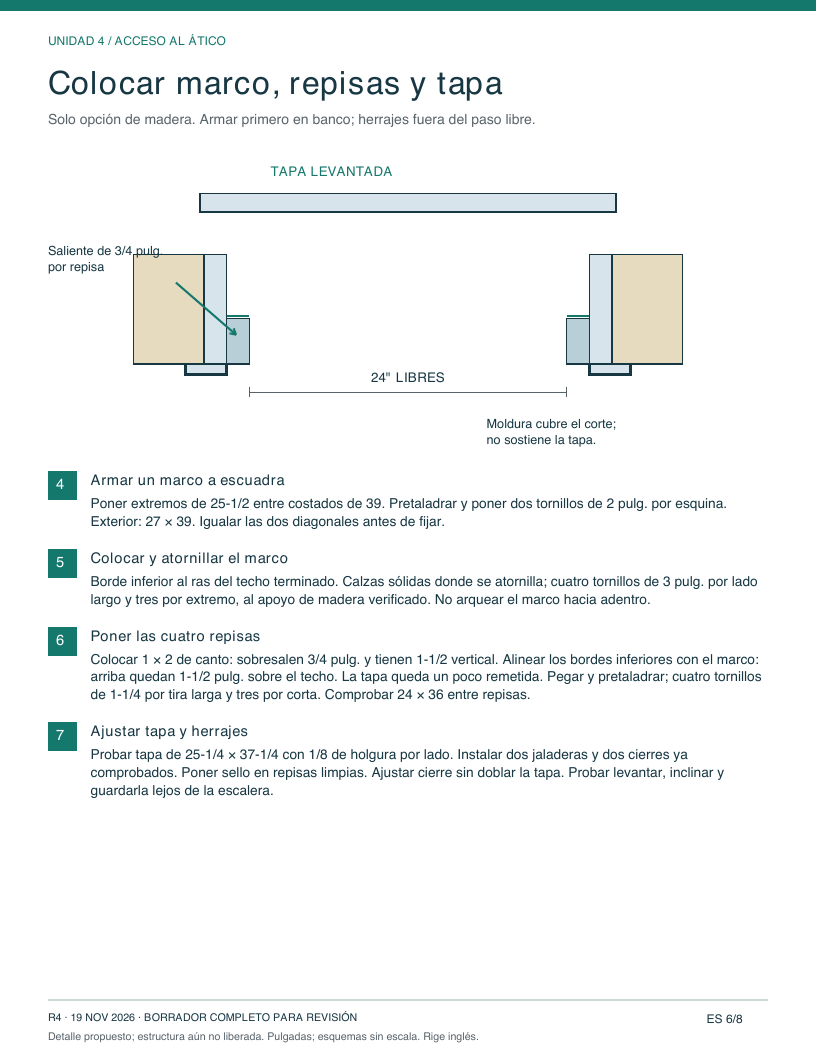 UNIDAD 4 / ACCESO AL ÁTICO
Colocar marco, repisas y tapa
Solo opción de madera. Armar primero en banco; herrajes fuera del paso libre.
TAPA LEVANTADA
Saliente de 3/4 pulg.
por repisa
24" LIBRES
Moldura cubre el corte;
no sostiene la tapa.
4
Armar un marco a escuadra
Poner extremos de 25-1/2 entre costados de 39. Pretaladrar y poner dos tornillos de 2 pulg. por esquina.
Exterior: 27 × 39. Igualar las dos diagonales antes de fijar.
5
Colocar y atornillar el marco
Borde inferior al ras del techo terminado. Calzas sólidas donde se atornilla; cuatro tornillos de 3 pulg. por lado
largo y tres por extremo, al apoyo de madera verificado. No arquear el marco hacia adentro.
6
Poner las cuatro repisas
Colocar 1 × 2 de canto: sobresalen 3/4 pulg. y tienen 1-1/2 vertical. Alinear los bordes inferiores con el marco:
arriba quedan 1-1/2 pulg. sobre el techo. La tapa queda un poco remetida. Pegar y pretaladrar; cuatro tornillos
de 1-1/4 por tira larga y tres por corta. Comprobar 24 × 36 entre repisas.
7
Ajustar tapa y herrajes
Probar tapa de 25-1/4 × 37-1/4 con 1/8 de holgura por lado. Instalar dos jaladeras y dos cierres ya
comprobados. Poner sello en repisas limpias. Ajustar cierre sin doblar la tapa. Probar levantar, inclinar y
guardarla lejos de la escalera.
R4 · 19 NOV 2026 · BORRADOR COMPLETO PARA REVISIÓN
ES 6/8
Detalle propuesto; estructura aún no liberada. Pulgadas; esquemas sin escala. Rige inglés.